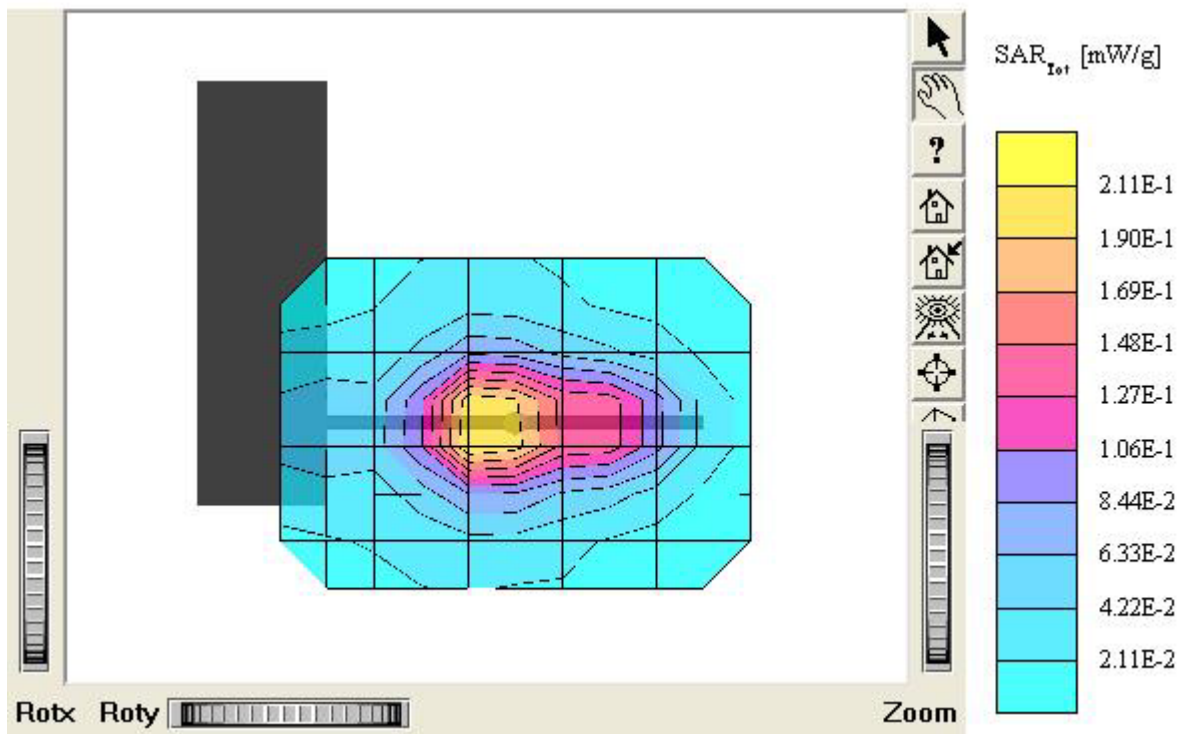 SAR_Tot [mW/g]
?
2.11E-1
1.90E-1
1.69E-1
1.48E-1
1.27E-1
1.06E-1
8.44E-2
6.33E-2
4.22E-2
2.11E-2
Rotx Roty Zoom